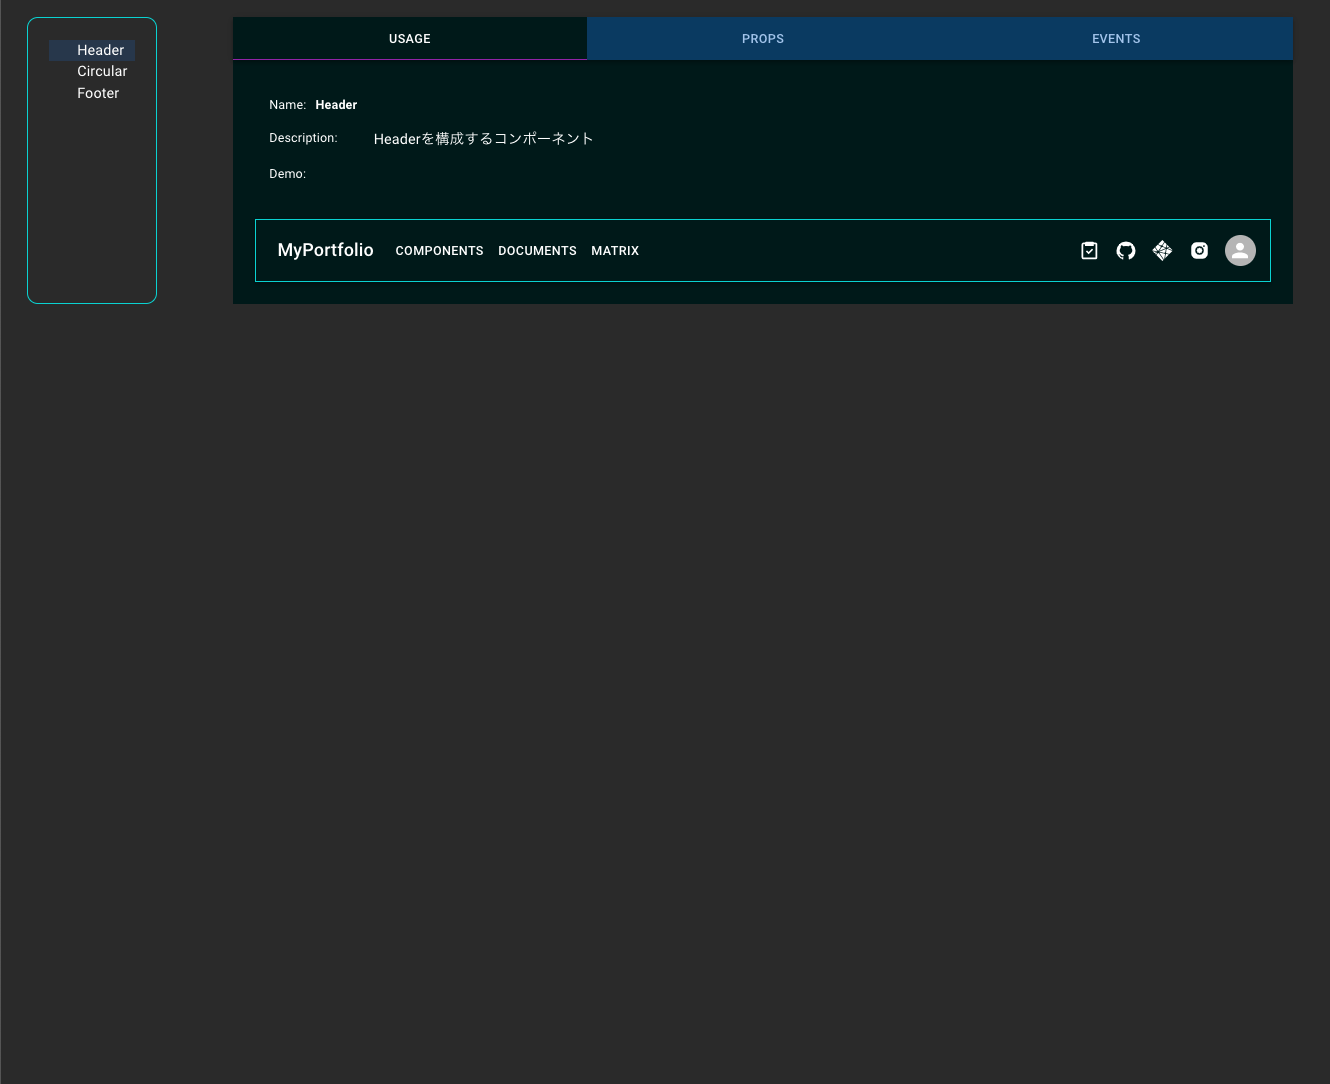 Header
Circular
Footer
USAGE PROPS EVENTS
Name: Header
Description: Headerを構成するコンポーネント
Demo:
MyPortfolio COMPONENTS DOCUMENTS MATRIX